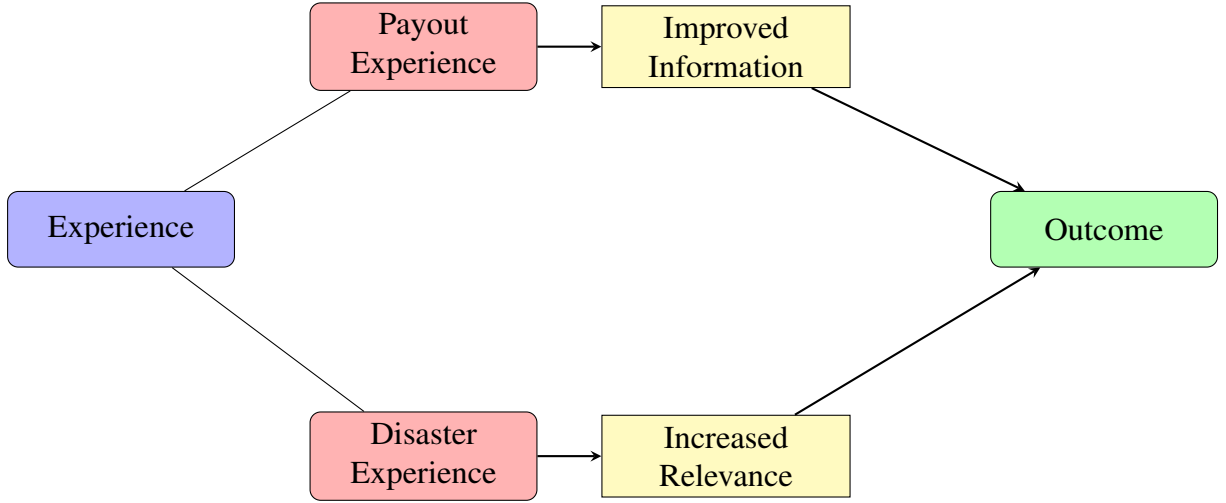 Payout
Experience
Improved
Information
Experience
Outcome
Disaster
Experience
Increased
Relevance